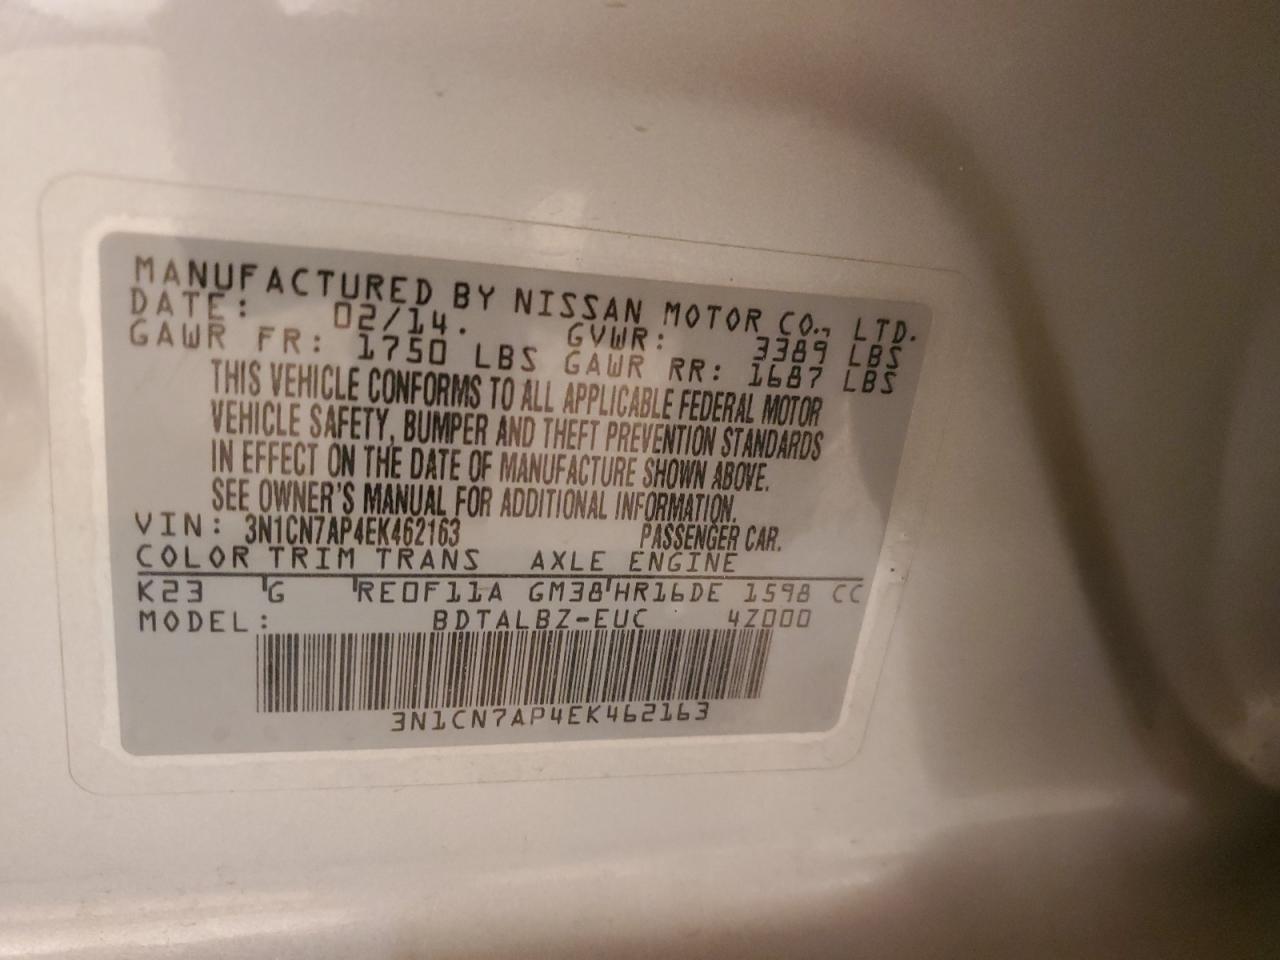 MANUFACTURED BY NISSAN MOTOR CO., LTD.
DATE: 02/14. GVWR: 3389 LBS
GAWR FR: 1750 LBS GAWR RR: 1687 LBS
THIS VEHICLE CONFORMS TO ALL APPLICABLE FEDERAL MOTOR
VEHICLE SAFETY, BUMPER AND THEFT PREVENTION STANDARDS
IN EFFECT ON THE DATE OF MANUFACTURE SHOWN ABOVE.
SEE OWNER'S MANUAL FOR ADDITIONAL INFORMATION.
VIN: 3N1CN7AP4EK462163 PASSENGER CAR.
COLOR TRIM TRANS AXLE ENGINE
K23 G RE0F11A GM38 HR16DE 1598 CC
MODEL: BDTALBZ-EUC 4Z000
3N1CN7AP4EK462163